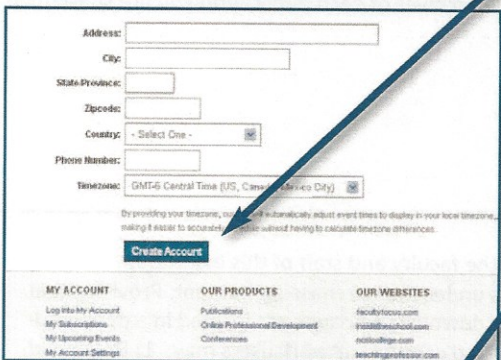 Address:
City:
State/Province:
Zipcode:
Country: - Select One -
Phone Number:
Timezone: GMT-6 Central Time (US, Canada, Mexico City)
By providing your timezone, automatically adjust event times to display in your local timezone,
making it easier to accurately without having to calculate timezone differences.
Create Account
MY ACCOUNT OUR PRODUCTS OUR WEBSITES
Log into My Account Publications facultyfocus.com
My Subscriptions Online Professional Development
My Upcoming Events Conferences ncsscollege.com
My Account Settings teachingprofessor.com